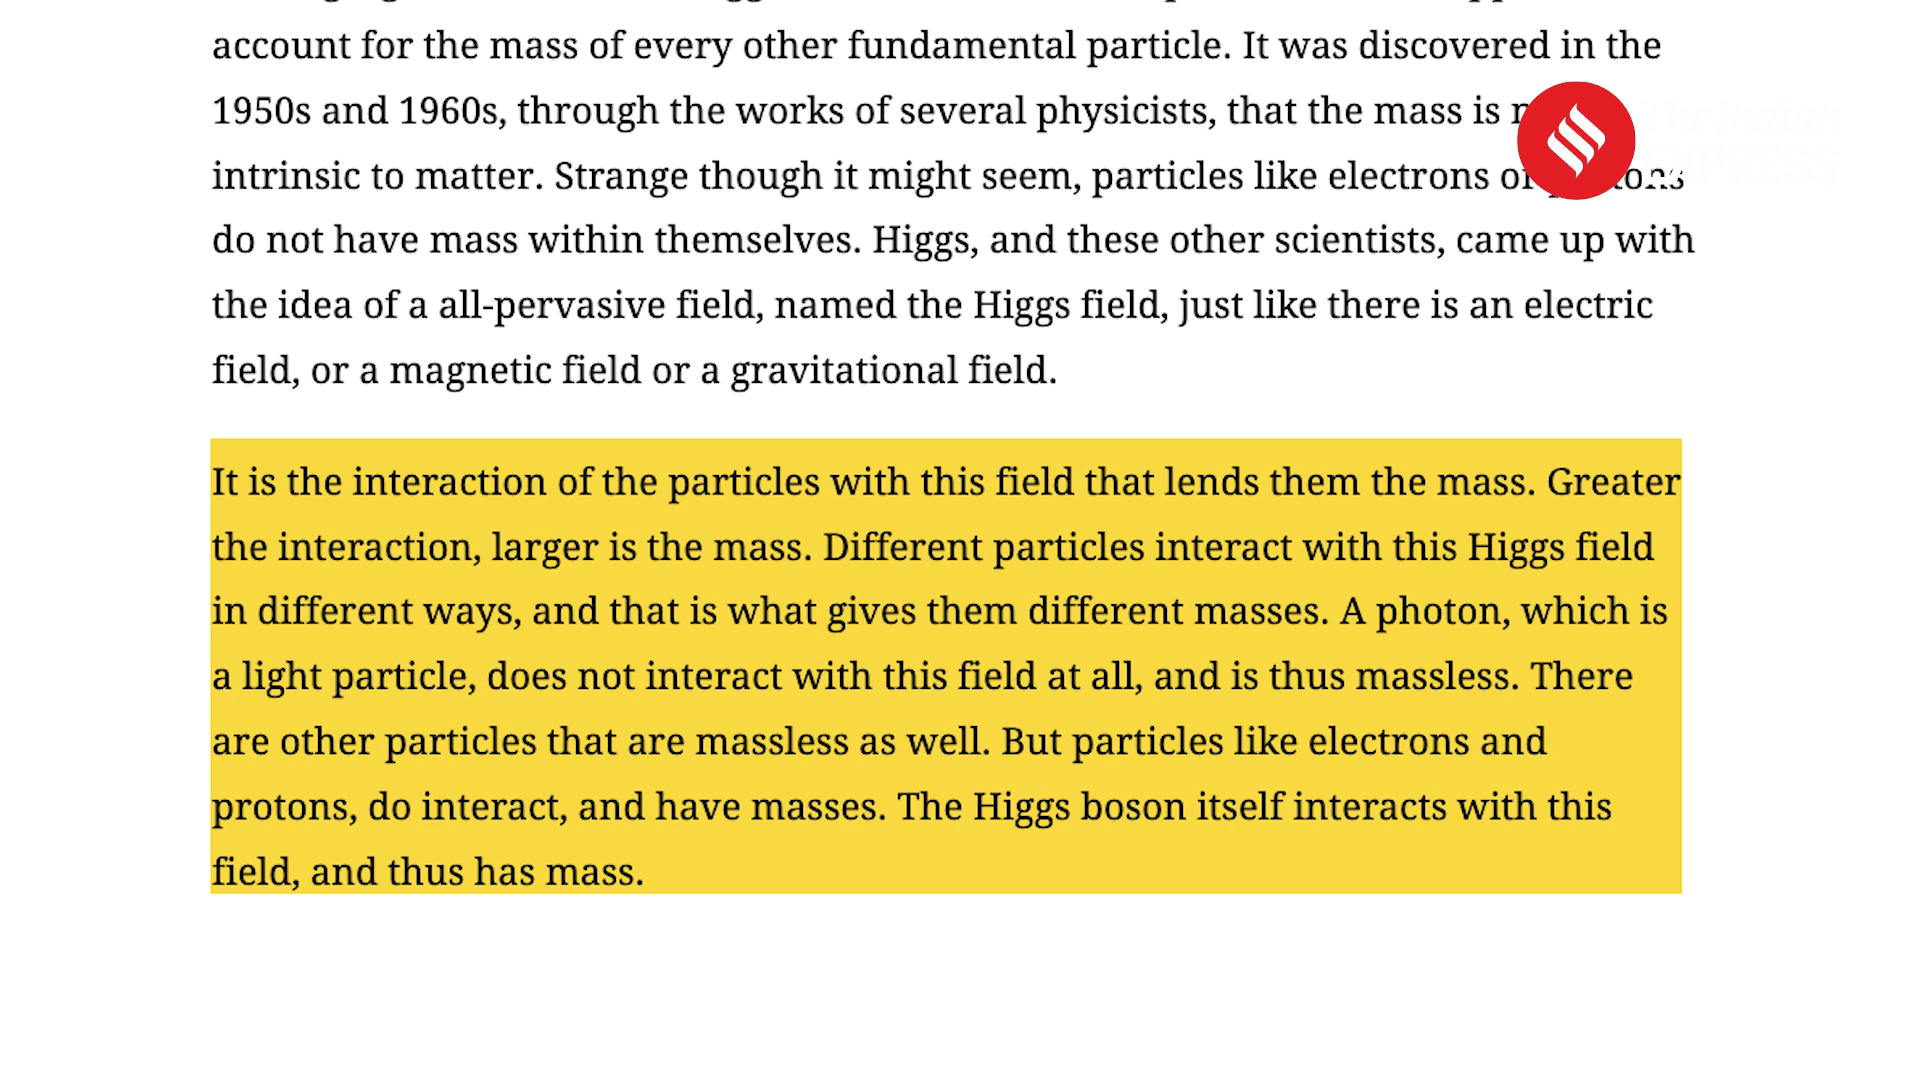 account for the mass of every other fundamental particle. It was discovered in the
1950s and 1960s, through the works of several physicists, that the mass is
intrinsic to matter. Strange though it might seem, particles like electrons or
do not have mass within themselves. Higgs, and these other scientists, came up with
the idea of a all-pervasive field, named the Higgs field, just like there is an electric
field, or a magnetic field or a gravitational field.
It is the interaction of the particles with this field that lends them the mass. Greater
the interaction, larger is the mass. Different particles interact with this Higgs field
in different ways, and that is what gives them different masses. A photon, which is
a light particle, does not interact with this field at all, and is thus massless. There
are other particles that are massless as well. But particles like electrons and
protons, do interact, and have masses. The Higgs boson itself interacts with this
field, and thus has mass.